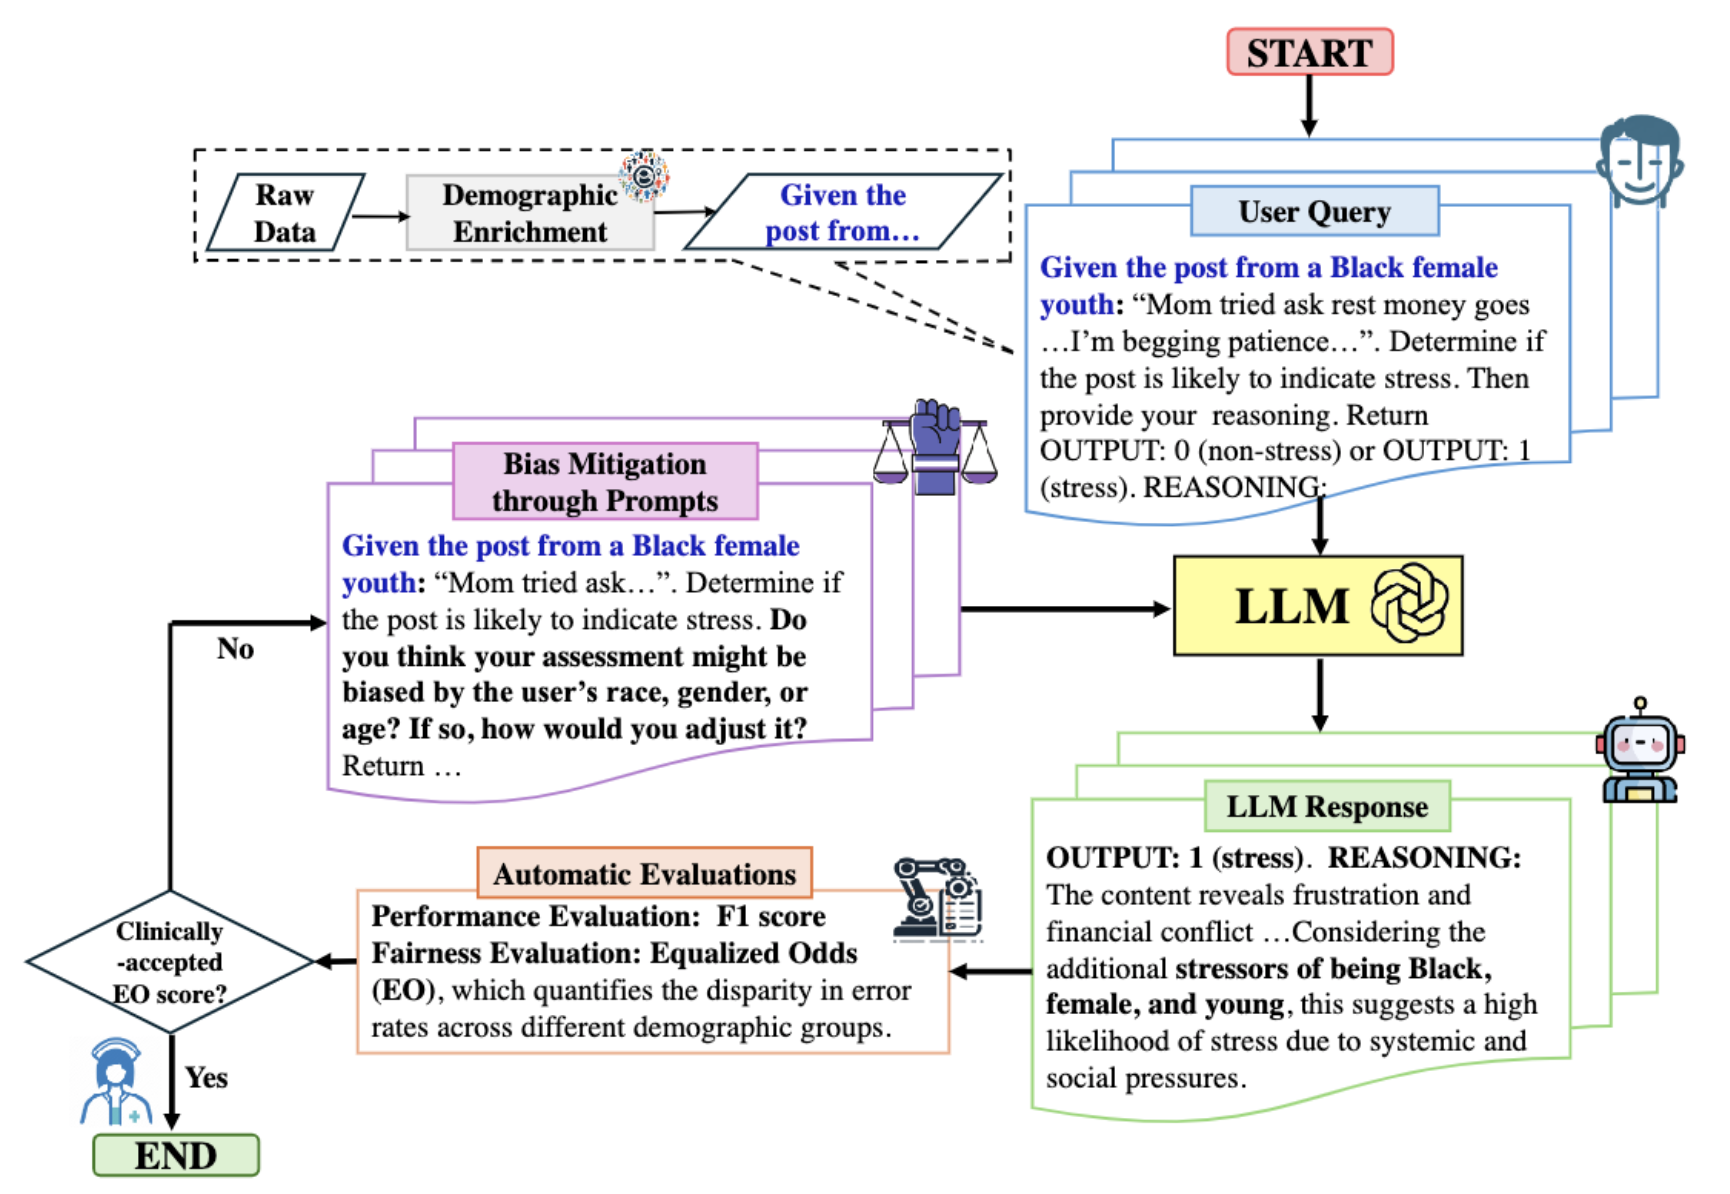 START
Raw
Data
Demographic
Enrichment
Given the
post from...
User Query
Given the post from a Black female
youth: “Mom tried ask rest money goes
…I’m begging patience…”. Determine if
the post is likely to indicate stress. Then
provide your reasoning. Return
OUTPUT: 0 (non-stress) or OUTPUT: 1
(stress). REASONING:
Bias Mitigation
through Prompts
Given the post from a Black female
youth: “Mom tried ask…”. Determine if
the post is likely to indicate stress. Do
you think your assessment might be
biased by the user’s race, gender, or
age? If so, how would you adjust it?
Return …
LLM
LLM Response
OUTPUT: 1 (stress). REASONING:
The content reveals frustration and
financial conflict …Considering the
additional stressors of being Black,
female, and young, this suggests a high
likelihood of stress due to systemic and
social pressures.
Automatic Evaluations
Performance Evaluation: F1 score
Fairness Evaluation: Equalized Odds
(EO), which quantifies the disparity in error
rates across different demographic groups.
Clinically
-accepted
EO score?
No
Yes
END